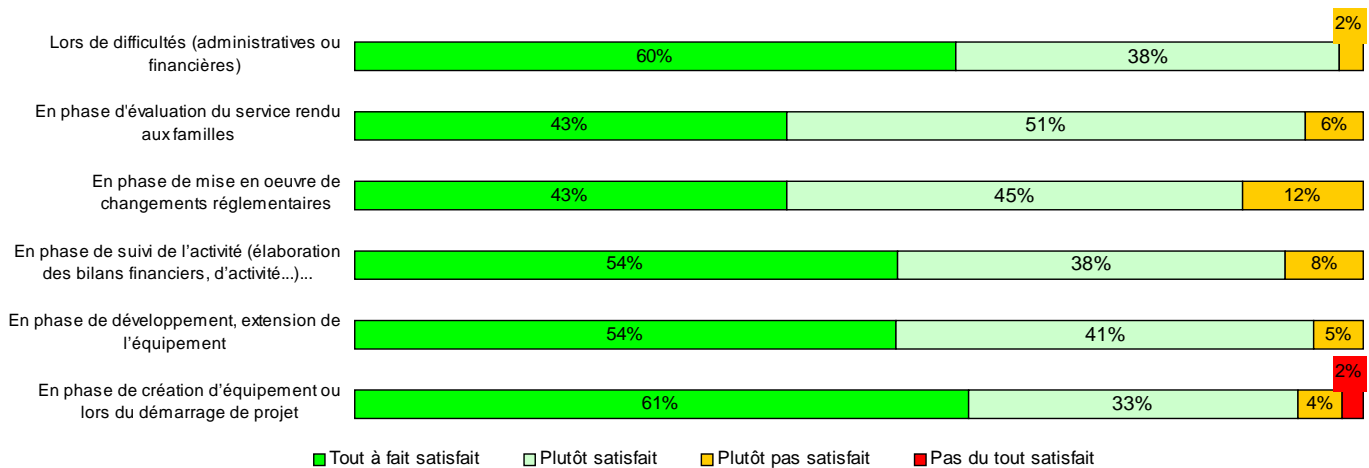 2%
Lors de difficultés (administratives ou
financières)
60%
38%
En phase d'évaluation du service rendu
aux familles
43%
51%
6%
En phase de mise en oeuvre de
changements réglementaires
43%
45%
12%
En phase de suivi de l'activité (élaboration
des bilans financiers, d'activité...)...
54%
38%
8%
En phase de développement, extension de
l'équipement
54%
41%
5%
2%
En phase de création d'équipement ou
lors du démarrage de projet
61%
33%
4%
Tout à fait satisfait
Plutôt satisfait
Plutôt pas satisfait
Pas du tout satisfait